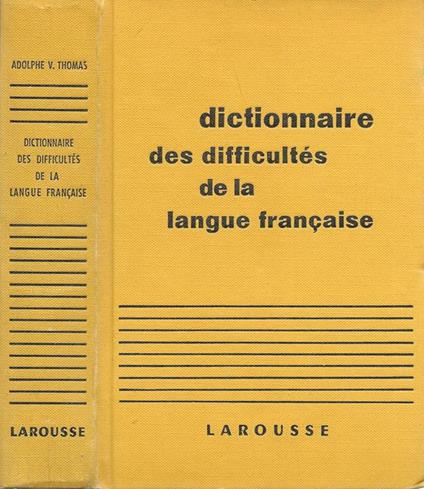 ADOLPHE V. THOMAS
DICTIONNAIRE
DES DIFFICULTÉS
DE LA
LANGUE FRANÇAISE
LAROUSSE
dictionnaire
des difficultés
de la
langue française
LAROUSSE